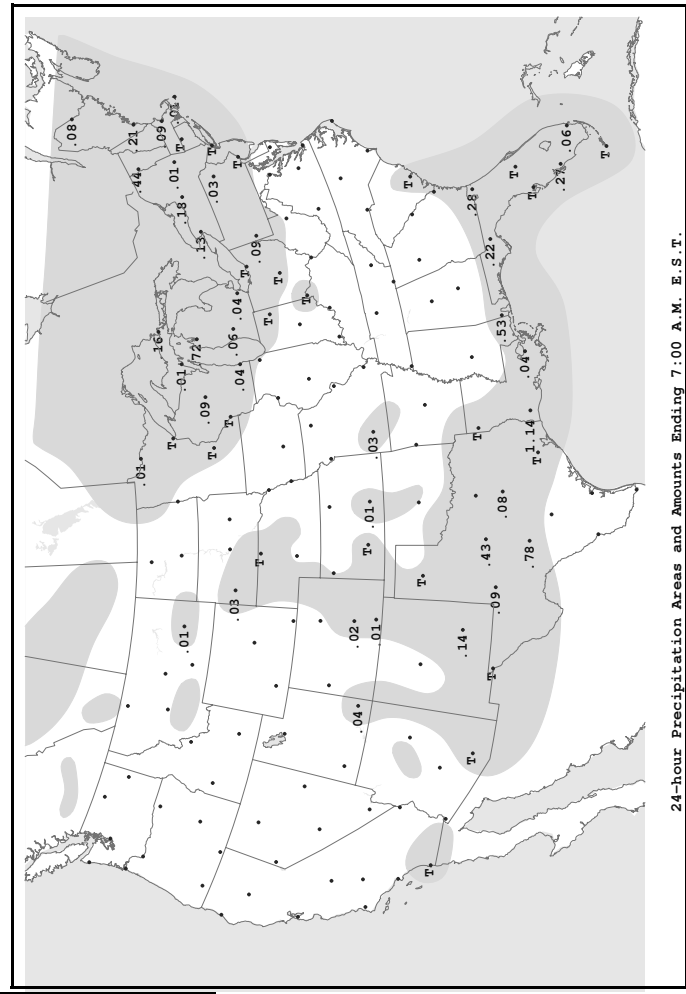 .08
.21
.44
.01
.16
.09
T
.01
.01
.01
.18
T
.01
.72
.13
.09
T
.03
T
T
.03
.06
.04
.04
T
T
.09
T
T
T
T
.02
.04
T
.01
.03
.01
T
T
T
.14
T
T
.28
.43
.22
T
.09
.08
.53
T
.04
.78
1.14
T
T
.27
.06
T
24-hour Precipitation Areas and Amounts Ending 7:00 A.M. E.S.T.